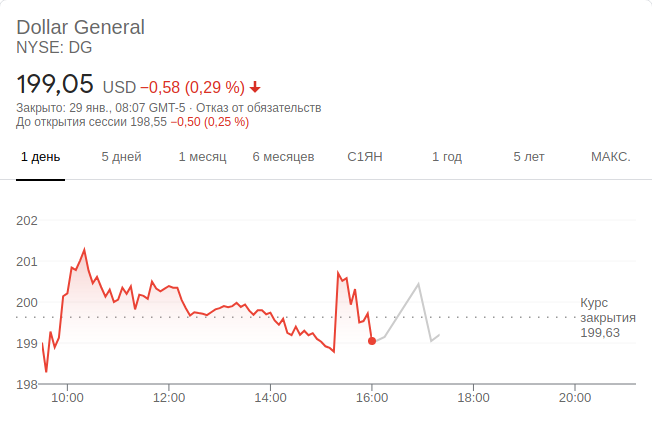 Dollar General
NYSE: DG
199,05 USD −0,58 (0,29 %)
Закрыто: 29 янв., 08:07 GMT-5 · Отказ от обязательств
До открытия сессии 198,55 −0,50 (0,25 %)
1 день 5 дней 1 месяц 6 месяцев С1ЯН 1 год 5 лет МАКС.
202
201
200
199
198
Курс
закрытия
199,63
10:00 12:00 14:00 16:00 18:00 20:00